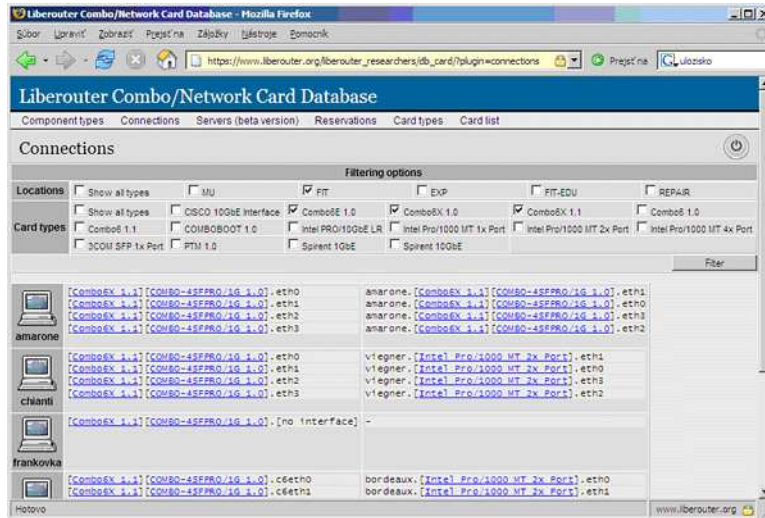 Liberouter Combo/Network Card Database - Mozilla Firefox
Súbor Upraviť Zobraziť Prejsť na Záložky Nástroje Pomocník
https://www.liberouter.org/liberouter_researchers/db_card/?plugin=connections Prejsť na ulozisko
Liberouter Combo/Network Card Database
Component types Connections Servers (beta version) Reservations Card types Card list
Connections
Filtering options
Locations Show all types MU FIT EXP FIT-EDU REPAIR
Card types Show all types CISCO 10GbE Interface Combo6E 1.0 Combo6X 1.0 Combo6X 1.1 Combo6 1.0
Combo6 1.1 COMBOBOOT 1.0 Intel PRO/10GbE LR Intel Pro/1000 MT 1x Port Intel Pro/1000 MT 2x Port Intel Pro/1000 MT 4x Port
3COM SFP 1x Port PTM 1.0 Spirent 1GbE Spirent 10GbE
Filter
[Combo6X 1.1][COMBO-4SFPRO/1G 1.0].eth0 amarone.[Combo6X 1.1][COMBO-4SFPRO/1G 1.0].eth1
[Combo6X 1.1][COMBO-4SFPRO/1G 1.0].eth1 amarone.[Combo6X 1.1][COMBO-4SFPRO/1G 1.0].eth0
[Combo6X 1.1][COMBO-4SFPRO/1G 1.0].eth2 amarone.[Combo6X 1.1][COMBO-4SFPRO/1G 1.0].eth3
[Combo6X 1.1][COMBO-4SFPRO/1G 1.0].eth3 amarone.[Combo6X 1.1][COMBO-4SFPRO/1G 1.0].eth2
amarone
[Combo6X 1.1][COMBO-4SFPRO/1G 1.0].eth0 viegner.[Intel Pro/1000 MT 2x Port].eth1
[Combo6X 1.1][COMBO-4SFPRO/1G 1.0].eth1 viegner.[Intel Pro/1000 MT 2x Port].eth0
[Combo6X 1.1][COMBO-4SFPRO/1G 1.0].eth2 viegner.[Intel Pro/1000 MT 2x Port].eth3
[Combo6X 1.1][COMBO-4SFPRO/1G 1.0].eth3 viegner.[Intel Pro/1000 MT 2x Port].eth2
chianti
[Combo6X 1.1][COMBO-4SFPRO/1G 1.0].[no interface] -
frankovka
[Combo6X 1.1][COMBO-4SFPRO/1G 1.0].c6eth0 bordeaux.[Intel Pro/1000 MT 2x Port].eth0
[Combo6X 1.1][COMBO-4SFPRO/1G 1.0].c6eth1 bordeaux.[Intel Pro/1000 MT 2x Port].eth1
Hotovo www.liberouter.org